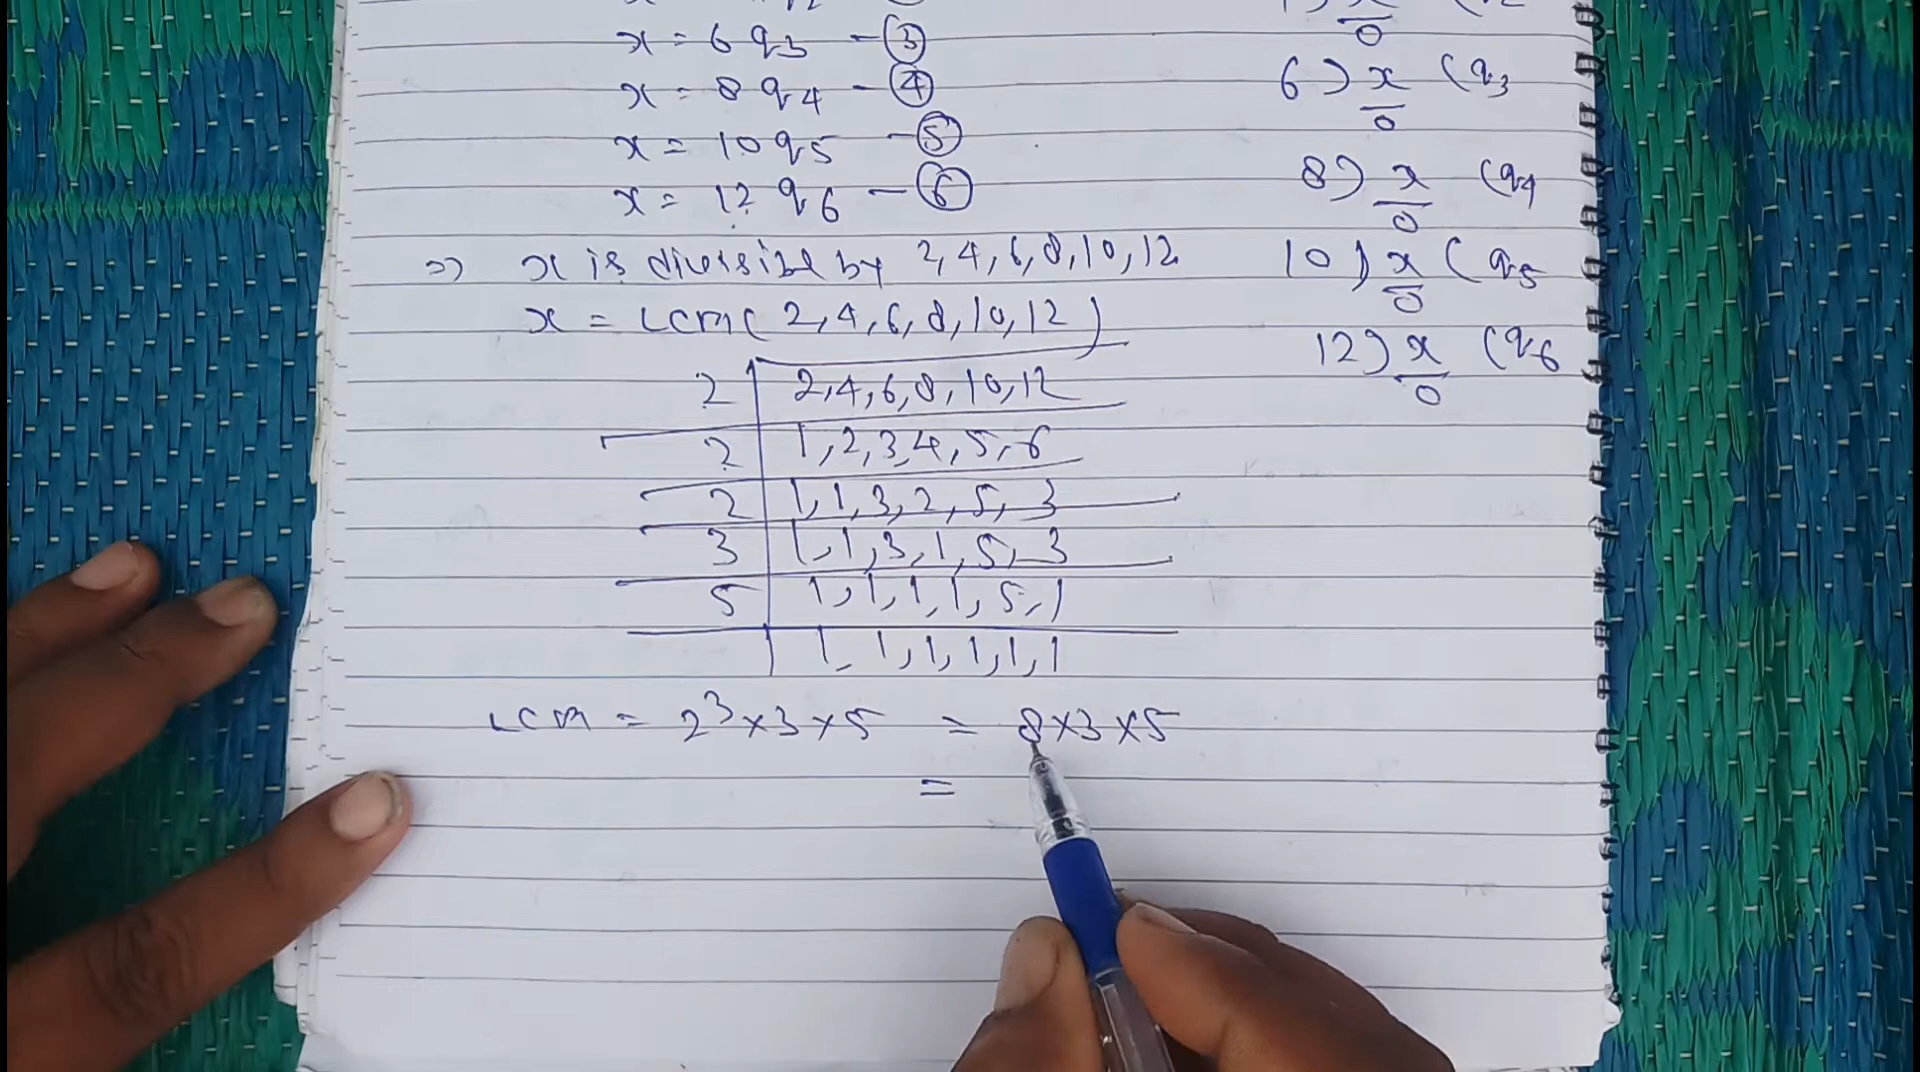 x = 6 q3 - 3
x = 8 q4 - 4
x = 10 q5 - 5
x = 12 q6 - 6
=> x is divisible by 2,4,6,8,10,12
x = LCM( 2,4,6,8,10,12 )
2 | 2,4,6,8,10,12
2 | 1,2,3,4,5,6
2 | 1,1,3,2,5,3
3 | 1,1,3,1,5,3
5 | 1,1,1,1,5,1
| 1,1,1,1,1,1
LCM = 2³×3×5 = 8×3×5
=
0
6 ) x ( q3
0
8 ) x ( q4
0
10 ) x ( q5
0
12 ) x ( q6
0